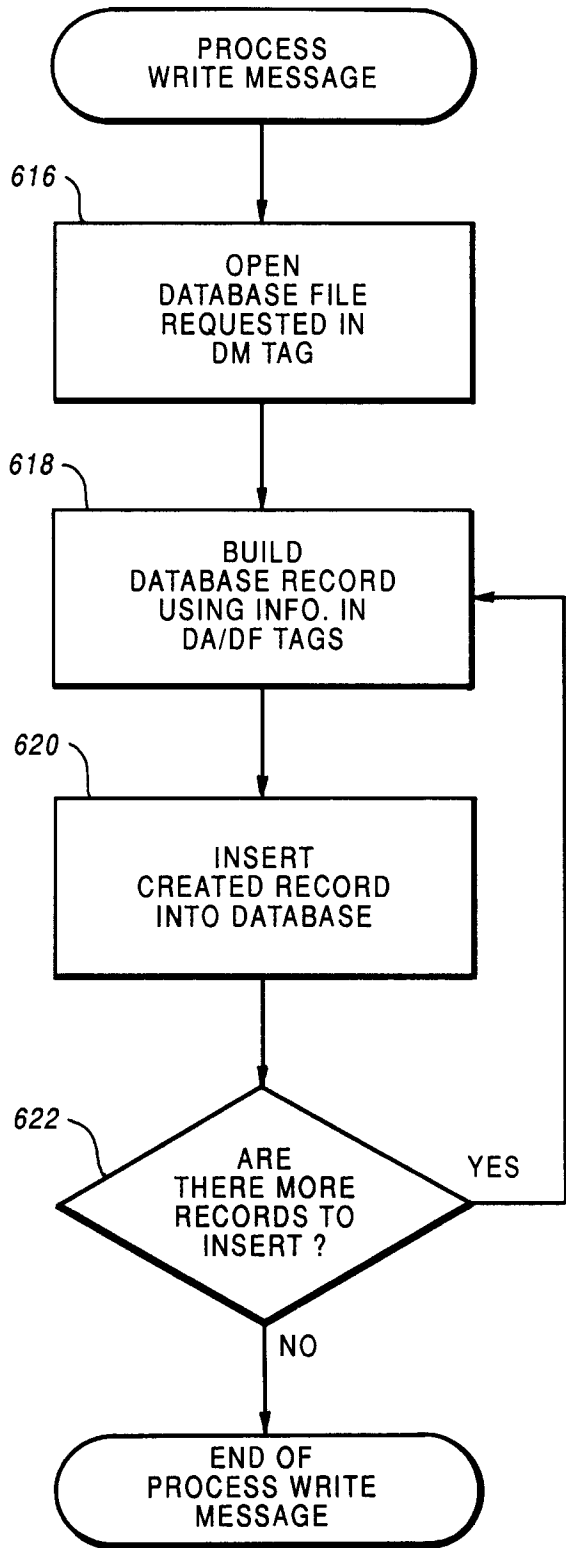 PROCESS
WRITE MESSAGE
616
OPEN
DATABASE FILE
REQUESTED IN
DM TAG
618
BUILD
DATABASE RECORD
USING INFO. IN
DA/DF TAGS
620
INSERT
CREATED RECORD
INTO DATABASE
622
ARE
THERE MORE
RECORDS TO
INSERT ?
YES
NO
END OF
PROCESS WRITE
MESSAGE